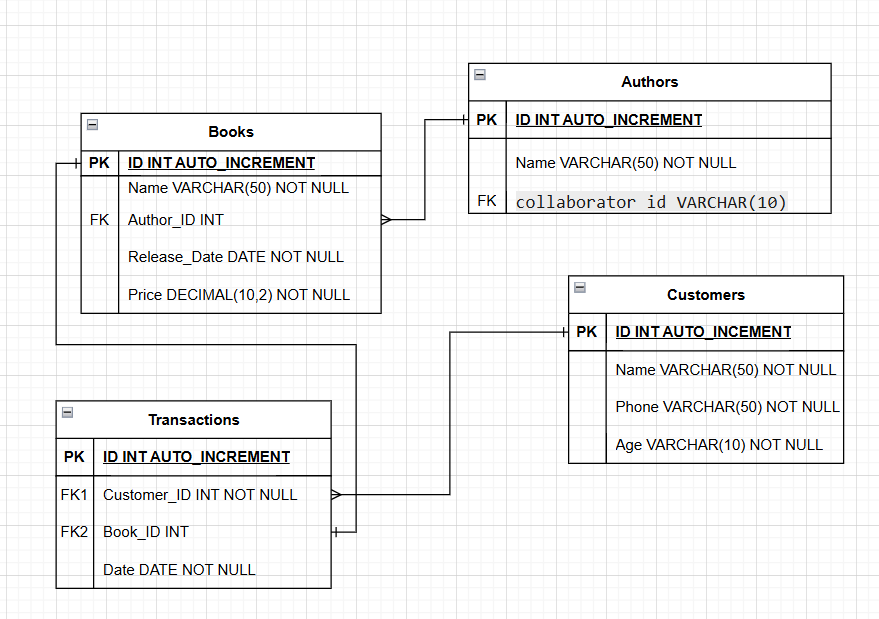 Authors
PK ID INT AUTO_INCREMENT
Name VARCHAR(50) NOT NULL
FK collaborator id VARCHAR(10)
Books
PK ID INT AUTO_INCREMENT
Name VARCHAR(50) NOT NULL
FK Author_ID INT
Release_Date DATE NOT NULL
Price DECIMAL(10,2) NOT NULL
Customers
PK ID INT AUTO_INCEMENT
Name VARCHAR(50) NOT NULL
Phone VARCHAR(50) NOT NULL
Age VARCHAR(10) NOT NULL
Transactions
PK ID INT AUTO_INCREMENT
FK1 Customer_ID INT NOT NULL
FK2 Book_ID INT
Date DATE NOT NULL